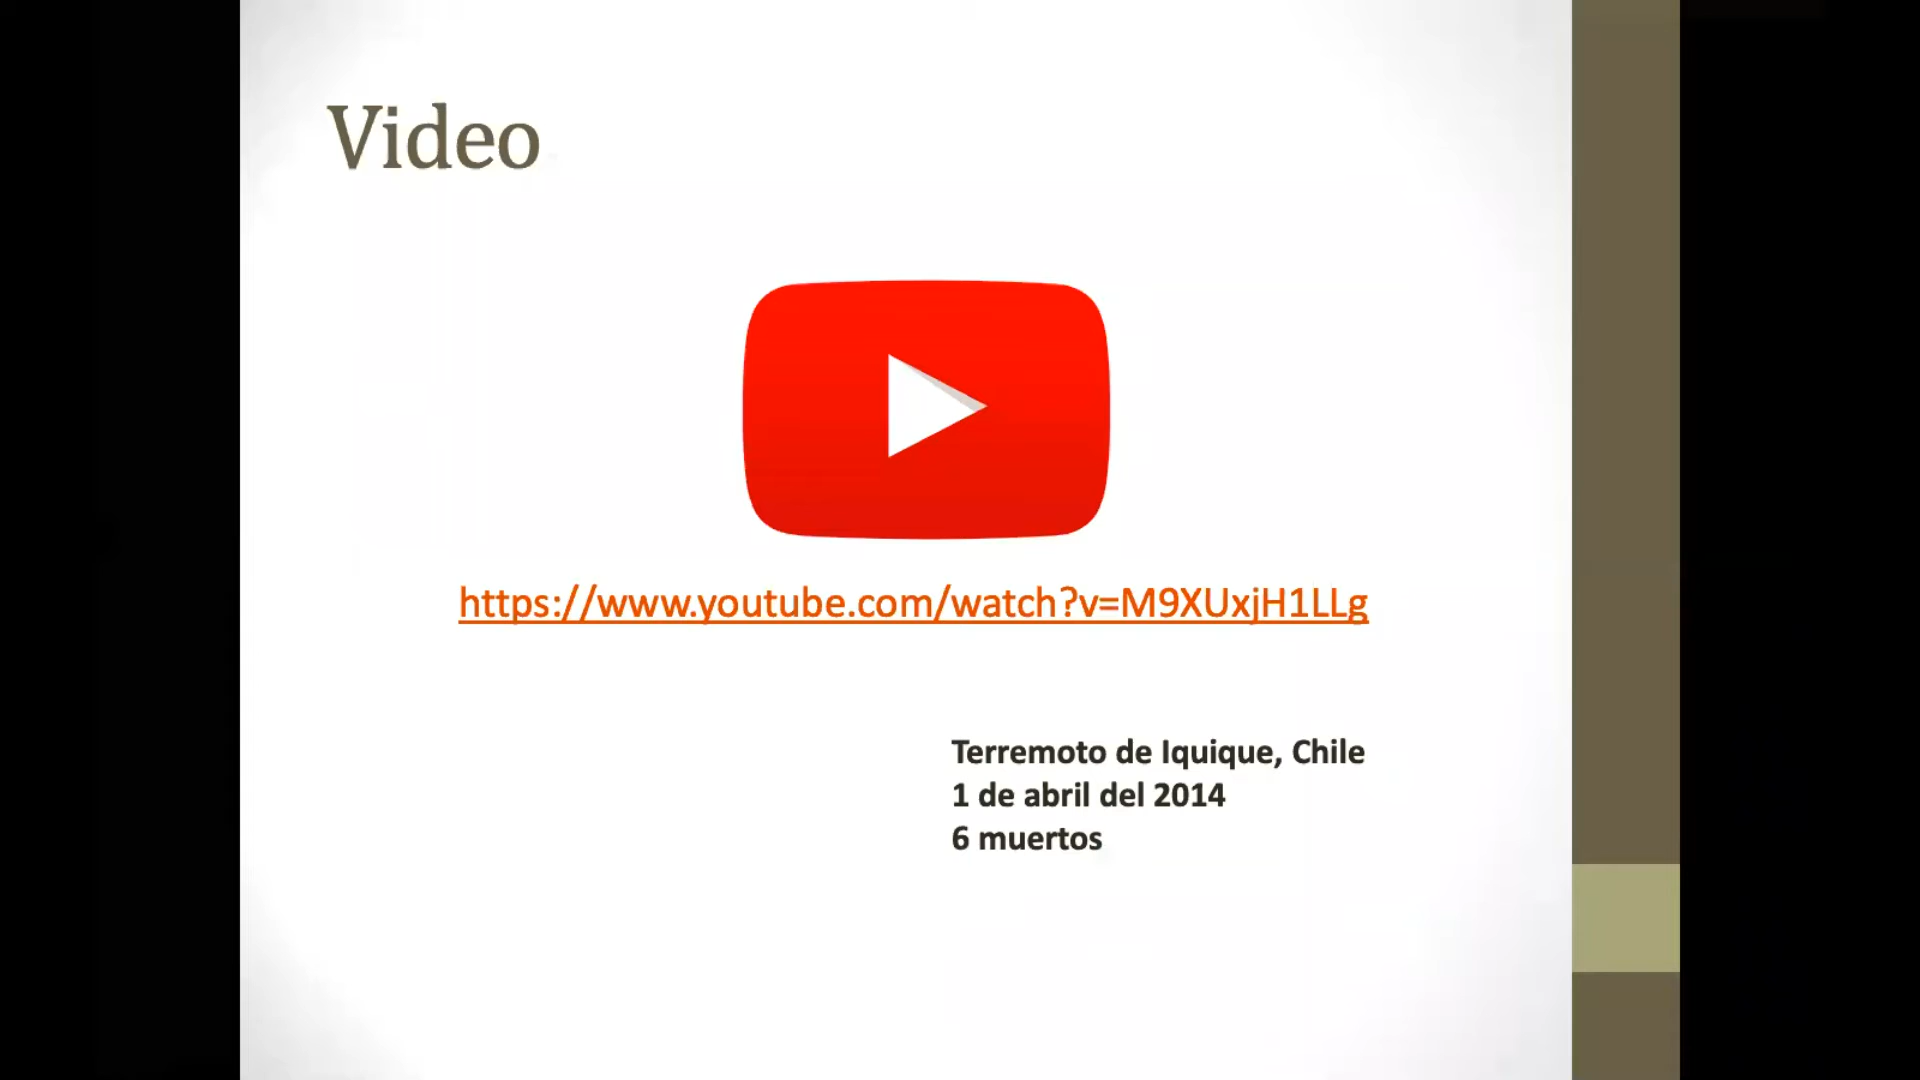 Video
https://www.youtube.com/watch?v=M9XUxjH1LLg
Terremoto de Iquique, Chile
1 de abril del 2014
6 muertos